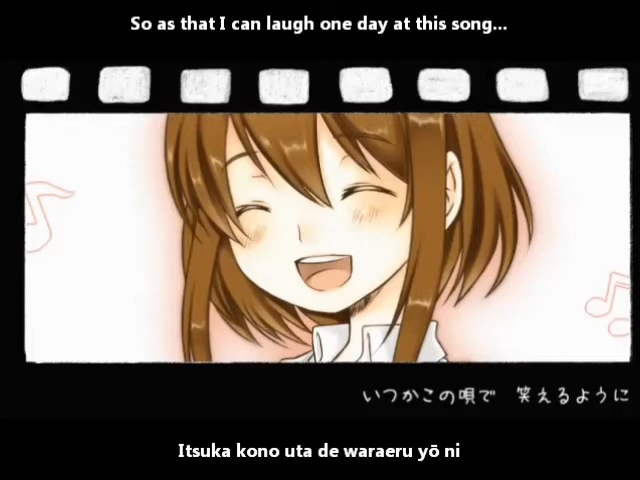 So as that I can laugh one day at this song...
いつかこの唄で 笑えるように
Itsuka kono uta de waraeru yō ni